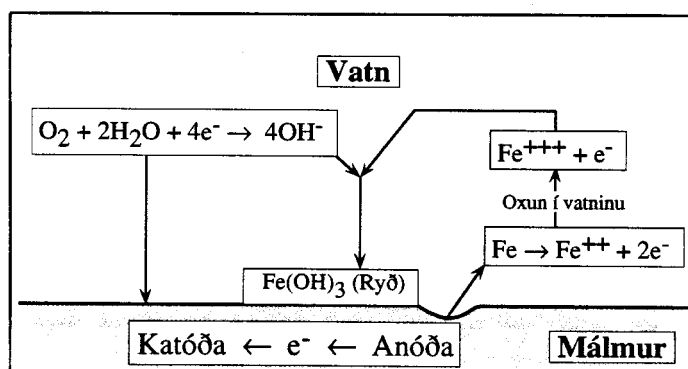 Vatn
O₂ + 2H₂O + 4e⁻ → 4OH⁻
Fe⁺⁺⁺ + e⁻
Oxun í vatninu
Fe → Fe⁺⁺ + 2e⁻
Fe(OH)₃ (Ryð)
Katóða ← e⁻ ← Anóða
Málmur